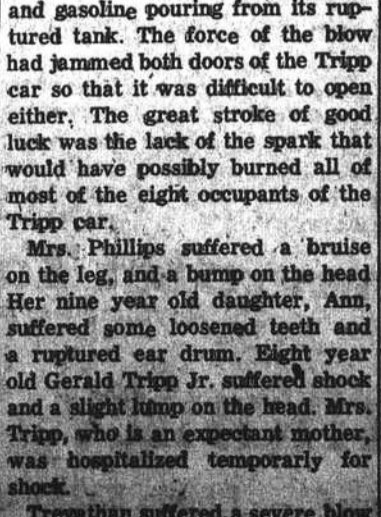 and gasoline pouring from its rup-
tured tank. The force of the blow
had jammed both doors of the Tripp
car so that it was difficult to open
either. The great stroke of good
luck was the lack of the spark that
would have possibly burned all of
most of the eight occupants of the
Tripp car.
Mrs. Phillips suffered a bruise
on the leg, and a bump on the head
Her nine year old daughter, Ann,
suffered some loosened teeth and
a ruptured ear drum. Eight year
old Gerald Tripp Jr. suffered shock
and a slight lump on the head. Mrs.
Tripp, who is an expectant mother,
was hospitalized temporarly for
shock.
Trevathan suffered a severe blow